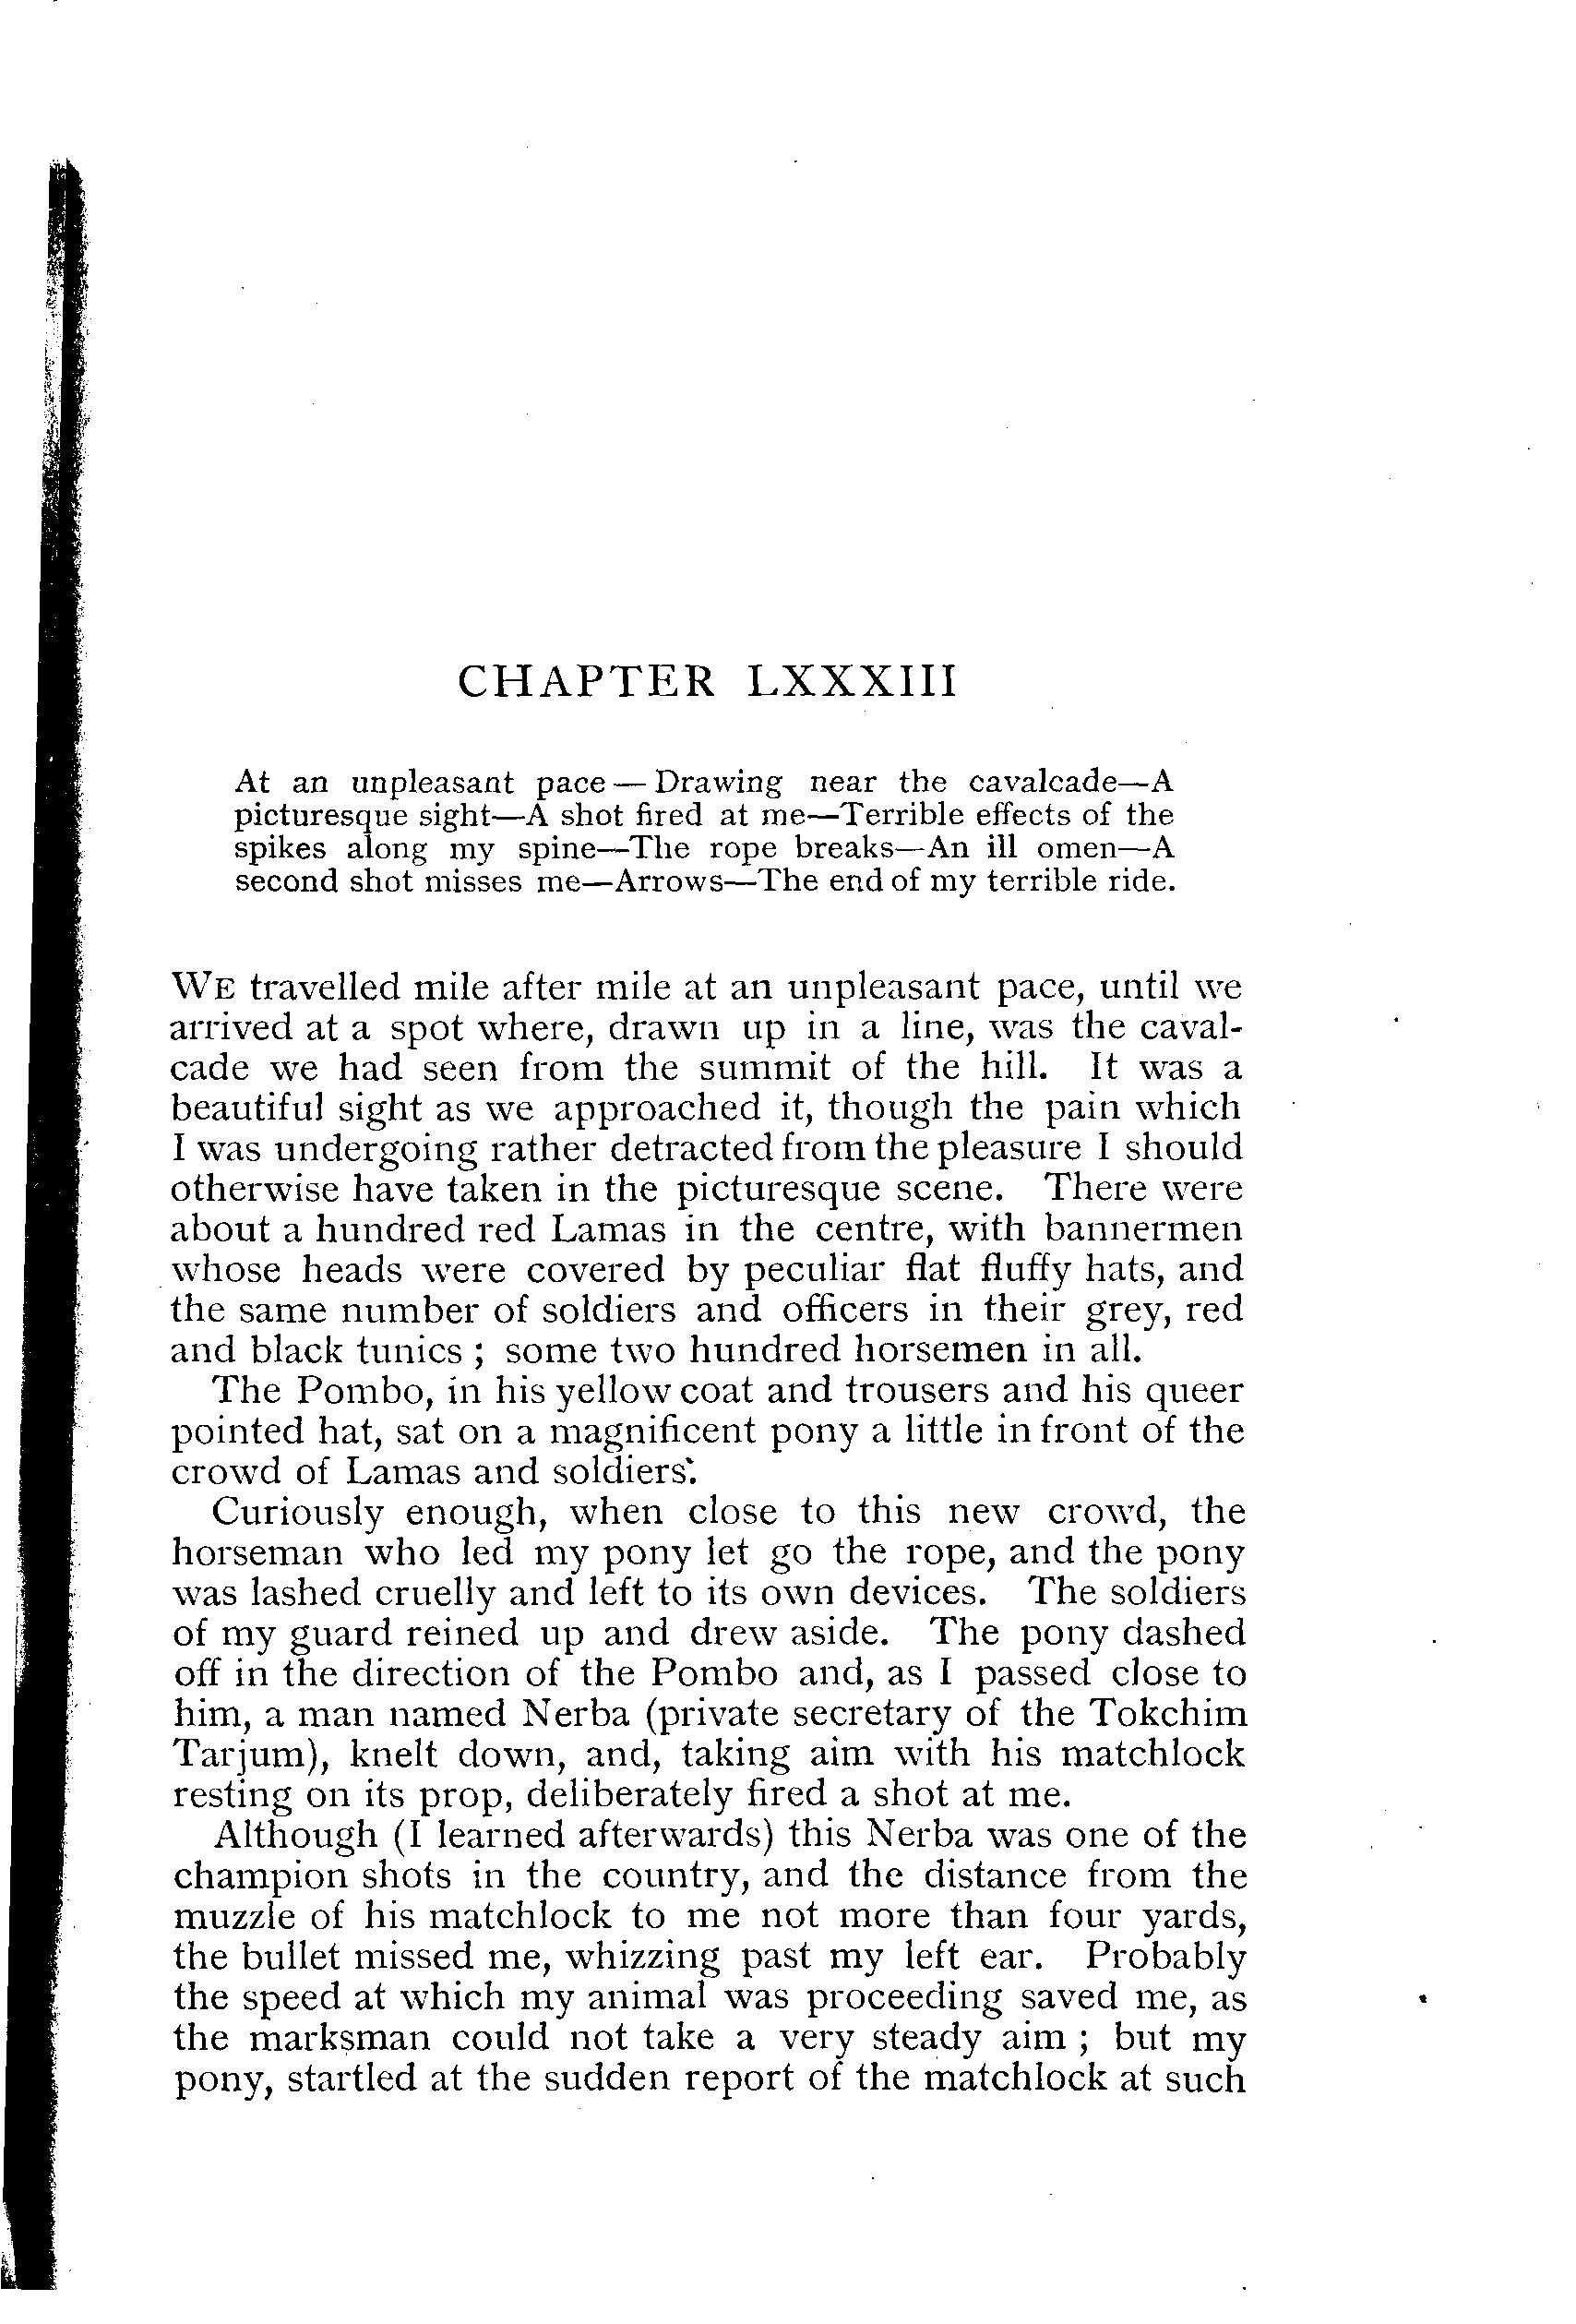 CHAPTER LXXXIII
At an unpleasant pace — Drawing near the cavalcade—A
picturesque sight—A shot fired at me—Terrible effects of the
spikes along my spine—The rope breaks—An ill omen—A
second shot misses me—Arrows—The end of my terrible ride.
WE travelled mile after mile at an unpleasant pace, until we
arrived at a spot where, drawn up in a line, was the caval-
cade we had seen from the summit of the hill. It was a
beautiful sight as we approached it, though the pain which
I was undergoing rather detracted from the pleasure I should
otherwise have taken in the picturesque scene. There were
about a hundred red Lamas in the centre, with bannermen
whose heads were covered by peculiar flat fluffy hats, and
the same number of soldiers and officers in their grey, red
and black tunics ; some two hundred horsemen in all.
The Pombo, in his yellow coat and trousers and his queer
pointed hat, sat on a magnificent pony a little in front of the
crowd of Lamas and soldiers.
Curiously enough, when close to this new crowd, the
horseman who led my pony let go the rope, and the pony
was lashed cruelly and left to its own devices. The soldiers
of my guard reined up and drew aside. The pony dashed
off in the direction of the Pombo and, as I passed close to
him, a man named Nerba (private secretary of the Tokchim
Tarjum), knelt down, and, taking aim with his matchlock
resting on its prop, deliberately fired a shot at me.
Although (I learned afterwards) this Nerba was one of the
champion shots in the country, and the distance from the
muzzle of his matchlock to me not more than four yards,
the bullet missed me, whizzing past my left ear. Probably
the speed at which my animal was proceeding saved me, as
the marksman could not take a very steady aim ; but my
pony, startled at the sudden report of the matchlock at such